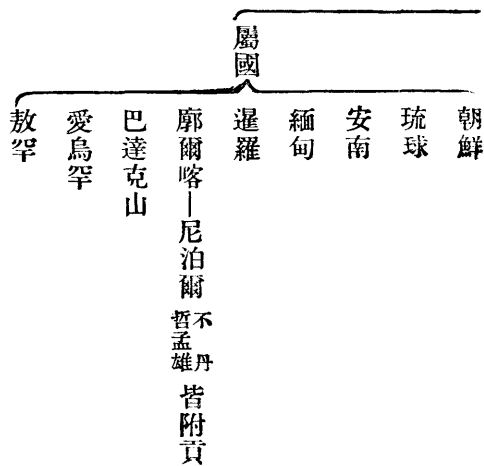 屬國
朝鮮
琉球
安南
緬甸
暹羅
廓爾喀—尼泊爾 不丹 哲孟雄 皆附貢
巴達克山
愛烏罕
敖罕